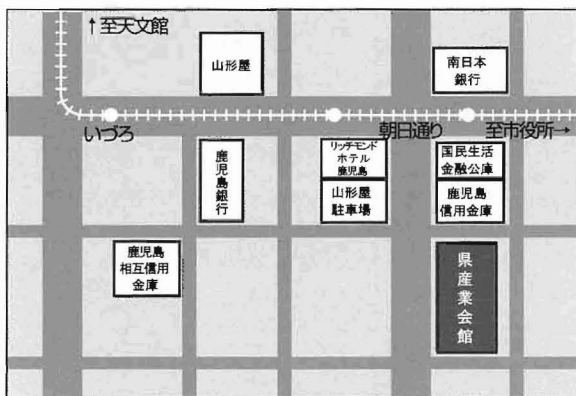 ↑至天文館
山形屋
南日本
銀行
いづろ
朝日通り
至市役所→
鹿児島銀行
リッチモンド
ホテル
鹿児島
山形屋
駐車場
国民生活
金融公庫
鹿児島
信用金庫
鹿児島
相互信用
金庫
県産業会館